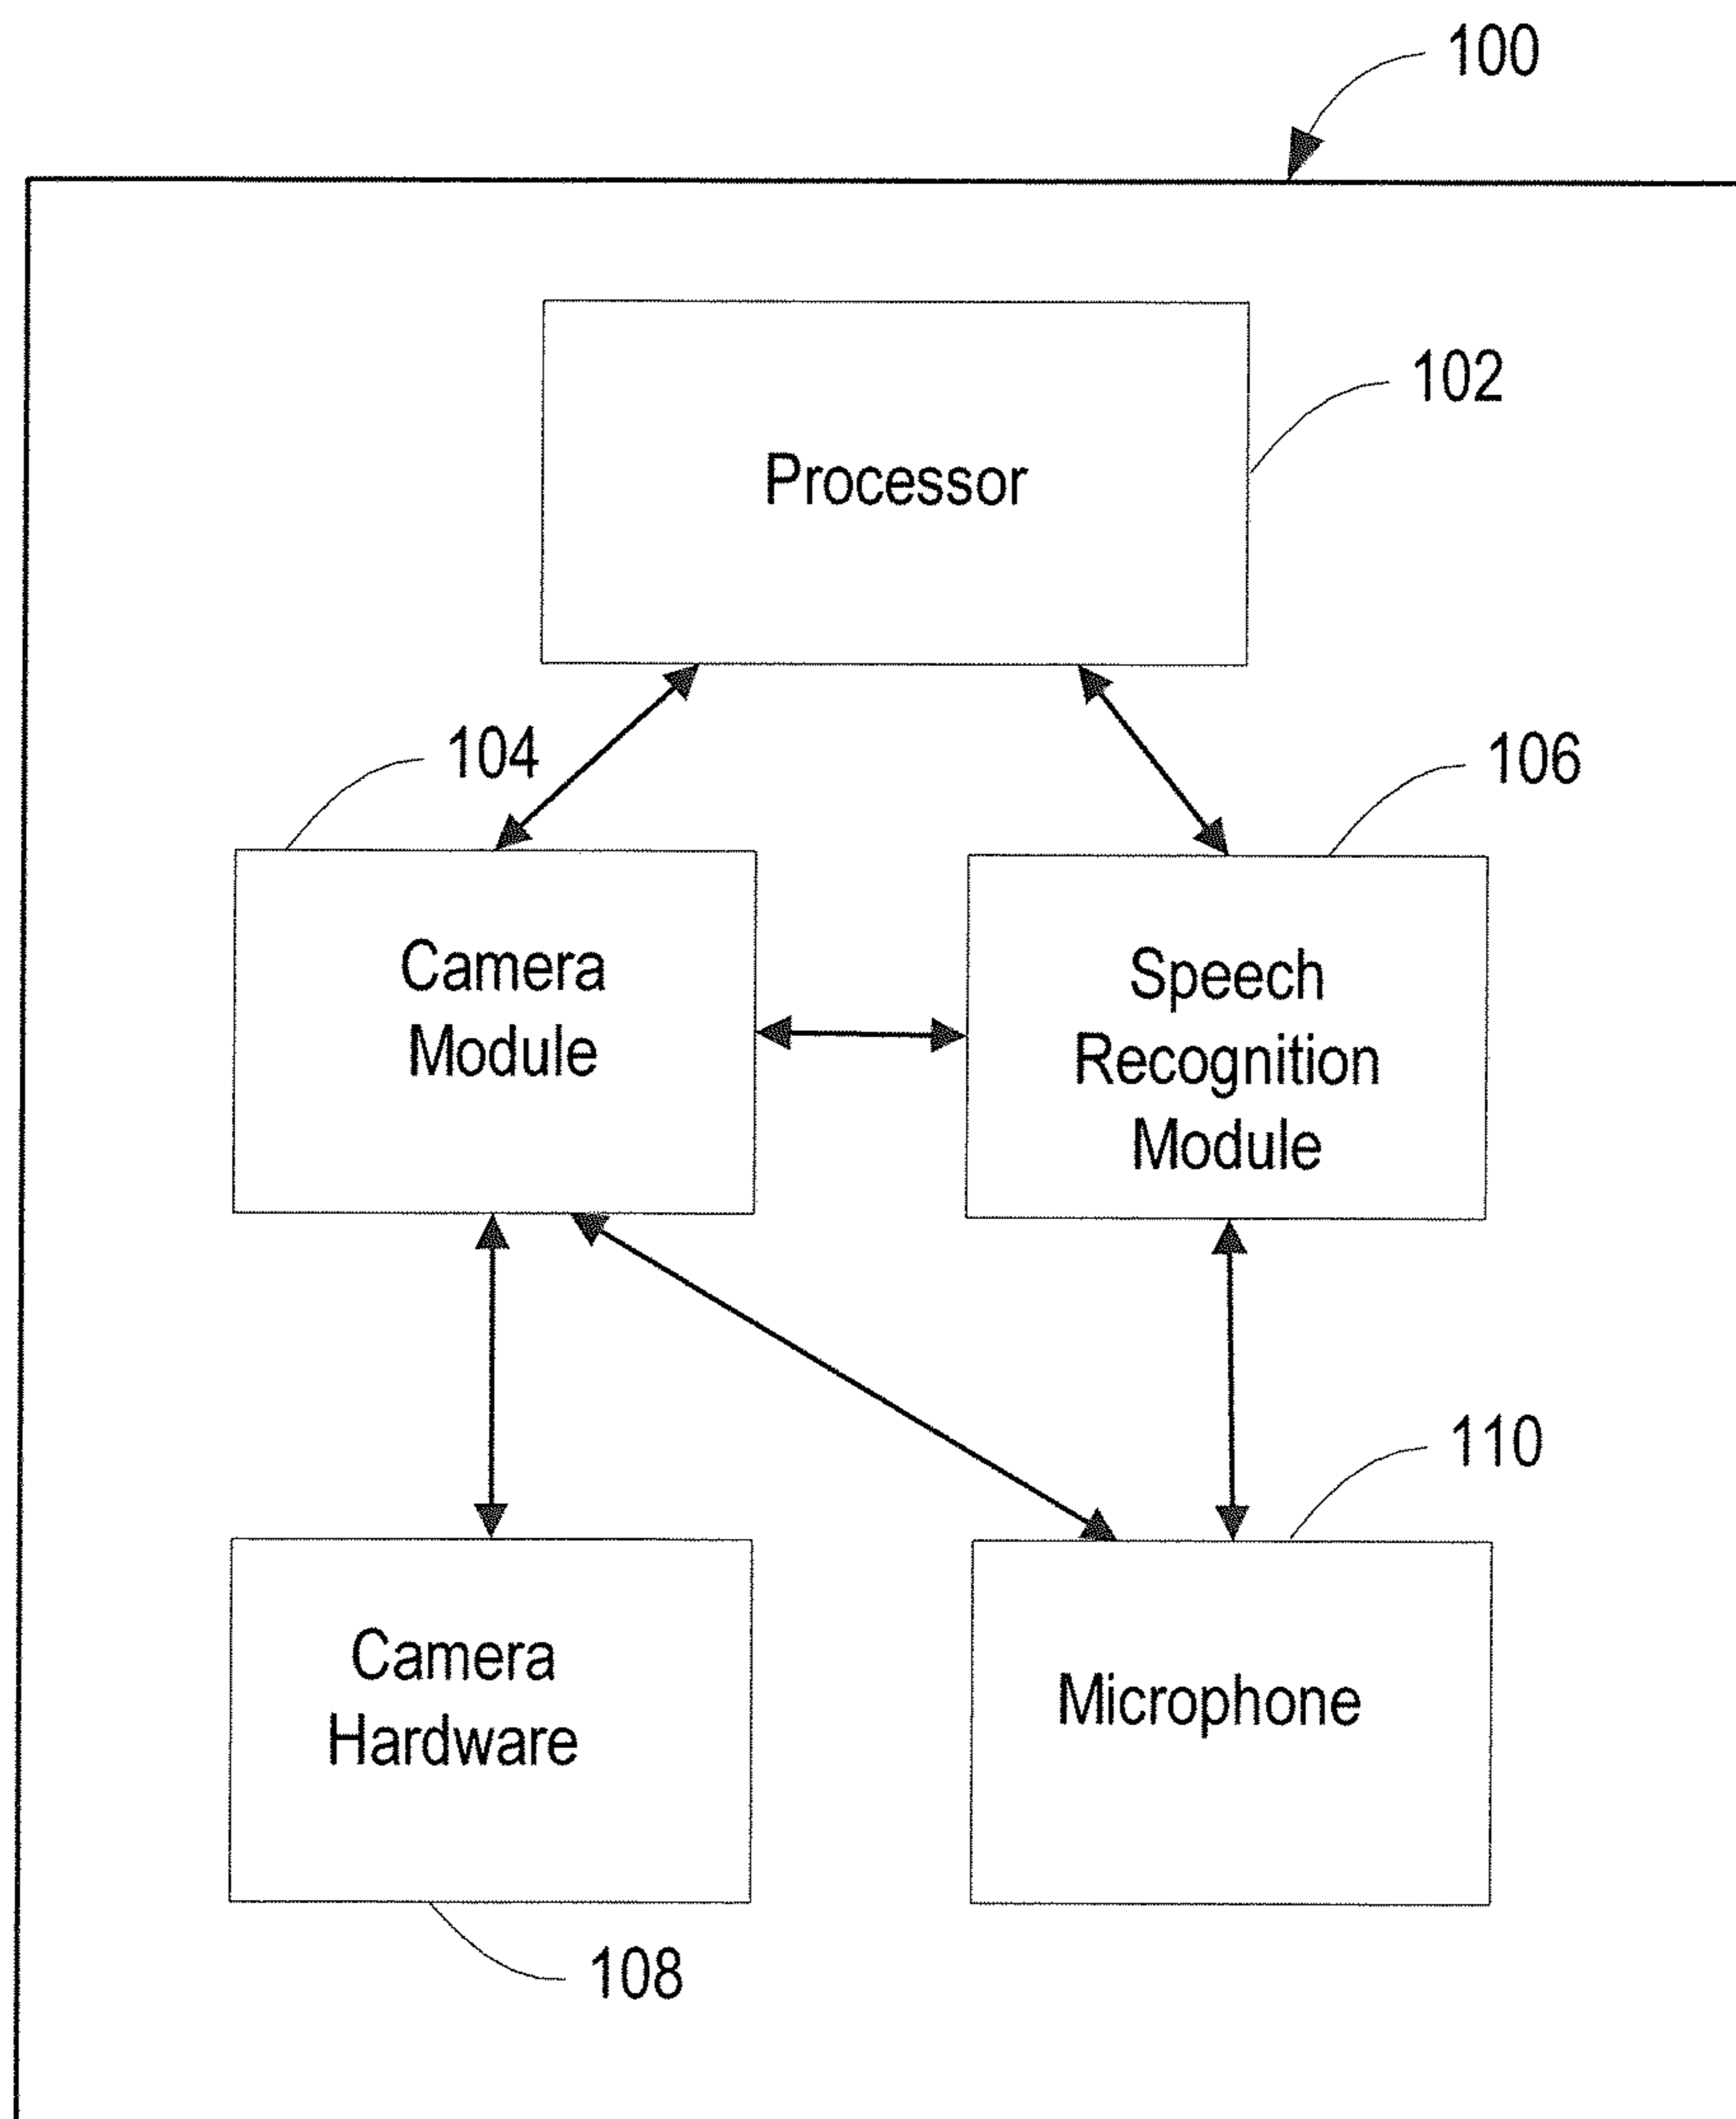 100
102
Processor
104
106
Camera
Module
Speech
Recognition
Module
110
Camera
Hardware
Microphone
108